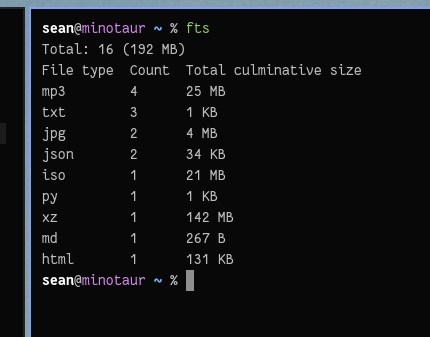 sean@minotaur ~ % fts
Total: 16 (192 MB)
File type  Count  Total culminative size
mp3        4      25 MB
txt        3      1 KB
jpg        2      4 MB
json       2      34 KB
iso        1      21 MB
py         1      1 KB
xz         1      142 MB
md         1      267 B
html       1      131 KB
sean@minotaur ~ %